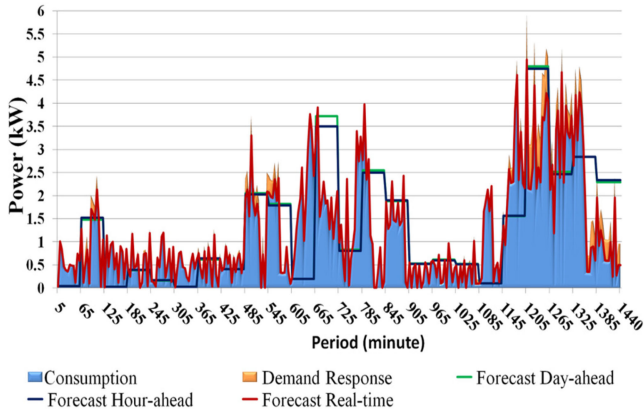 6
5.5
5
4.5
4
3.5
3
2.5
2
1.5
1
0.5
0
Power (kW)
5 65 125 185 245 305 365 425 485 545 605 665 725 785 845 905 965 1025 1085 1145 1205 1265 1325 1385 1440
Period (minute)
Consumption Demand Response Forecast Day-ahead
Forecast Hour-ahead Forecast Real-time